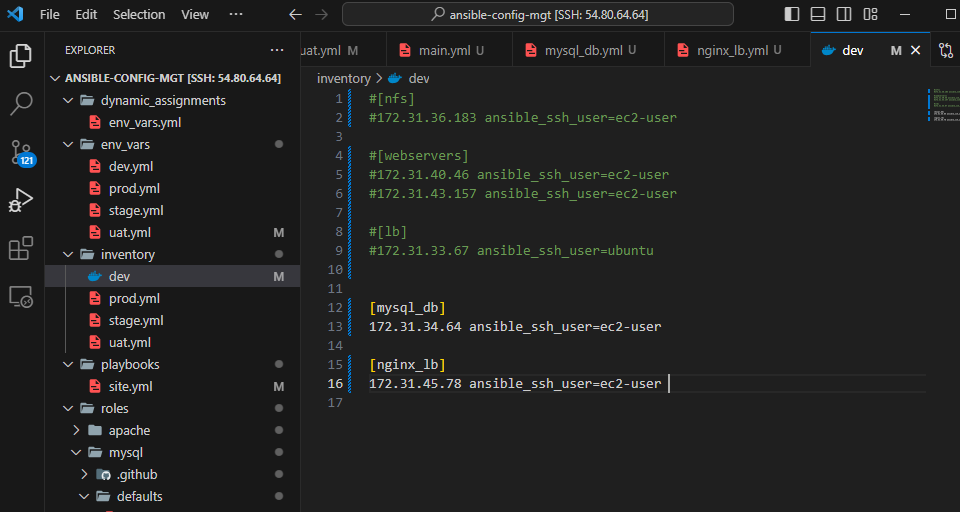 File Edit Selection View ··· ansible-config-mgt [SSH: 54.80.64.64]
EXPLORER ···
uat.yml M main.yml U mysql_db.yml U nginx_lb.yml U dev M
ANSIBLE-CONFIG-MGT [SSH: 54.80.64.64]
dynamic_assignments
env_vars.yml
env_vars
dev.yml
prod.yml
stage.yml
uat.yml M
inventory
dev M
prod.yml
stage.yml
uat.yml
playbooks
site.yml M
roles
apache
mysql
.github
defaults
121
inventory > dev
1 #[nfs]
2 #172.31.36.183 ansible_ssh_user=ec2-user
3
4 #[webservers]
5 #172.31.40.46 ansible_ssh_user=ec2-user
6 #172.31.43.157 ansible_ssh_user=ec2-user
7
8 #[lb]
9 #172.31.33.67 ansible_ssh_user=ubuntu
10
11
12 [mysql_db]
13 172.31.34.64 ansible_ssh_user=ec2-user
14
15 [nginx_lb]
16 172.31.45.78 ansible_ssh_user=ec2-user
17